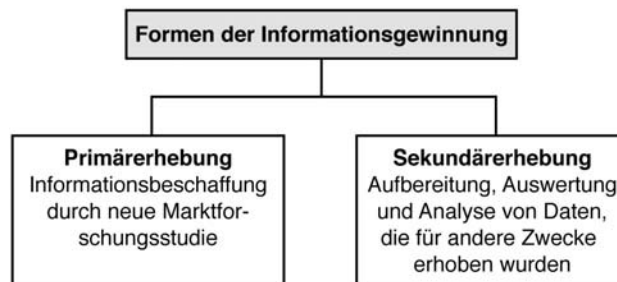 Formen der Informationsgewinnung
Primärerhebung
Informationsbeschaffung
durch neue Marktfor-
schungsstudie
Sekundärerhebung
Aufbereitung, Auswertung
und Analyse von Daten,
die für andere Zwecke
erhoben wurden